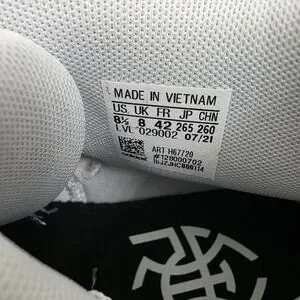 MADE IN VIETNAM
US UK FR JP CHN
8½ 8 42 265 260
LVL 029002 07/21
ART H67720
#129000702
adidas